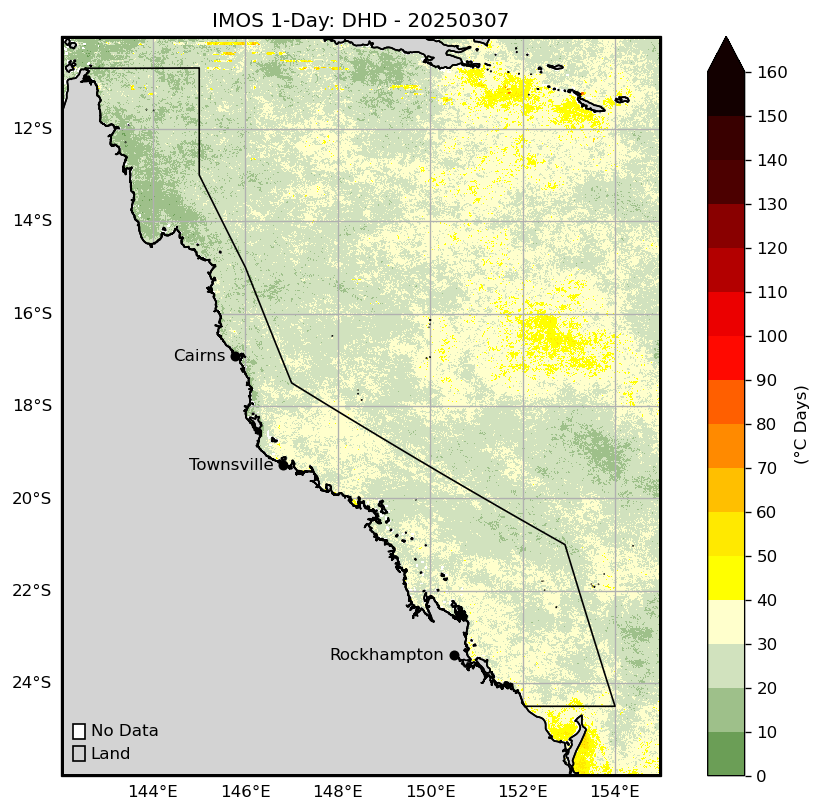 IMOS 1-Day: DHD - 20250307
12°S
14°S
16°S
18°S
20°S
22°S
24°S
Cairns
Townsville
Rockhampton
No Data
Land
144°E 146°E 148°E 150°E 152°E 154°E
160
150
140
130
120
110
100
90
80
70
60
50
40
30
20
10
0
(°C Days)